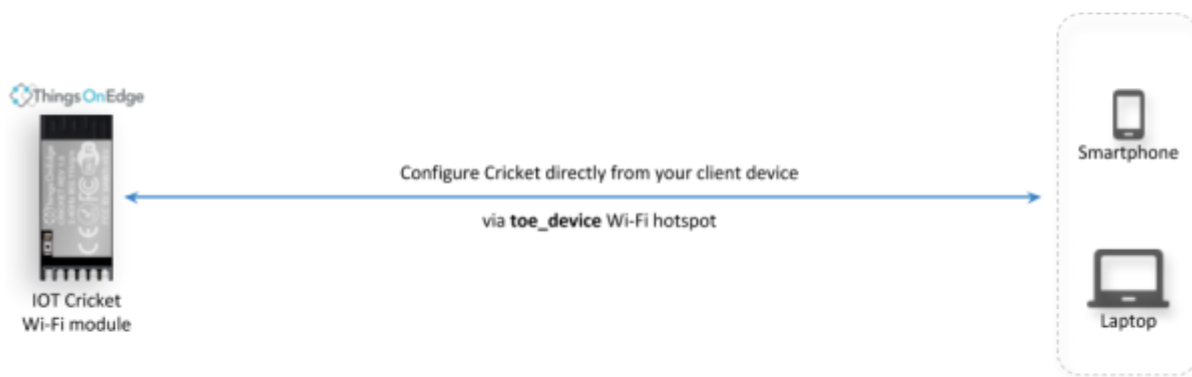 ThingsOnEdge
IOT Cricket
Wi-Fi module
Configure Cricket directly from your client device
via toe_device Wi-Fi hotspot
Smartphone
Laptop